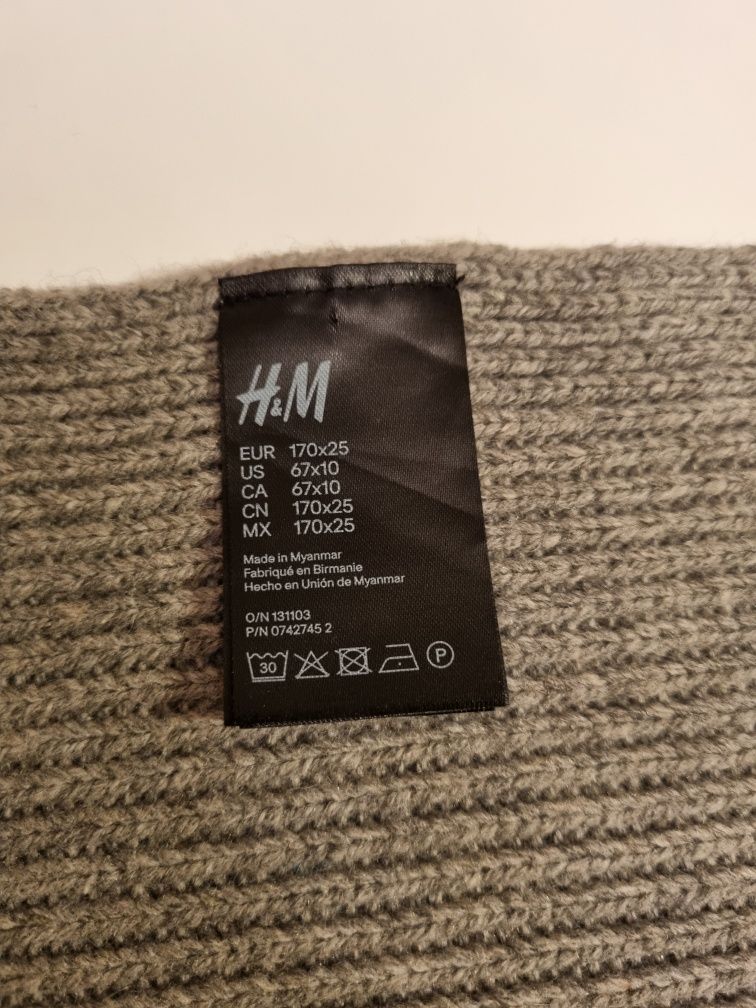 H&M
EUR 170x25
US 67x10
CA 67x10
CN 170x25
MX 170x25
Made in Myanmar
Fabriqué en Birmanie
Hecho en Unión de Myanmar
O/N 131103
P/N 0742745 2
30 P